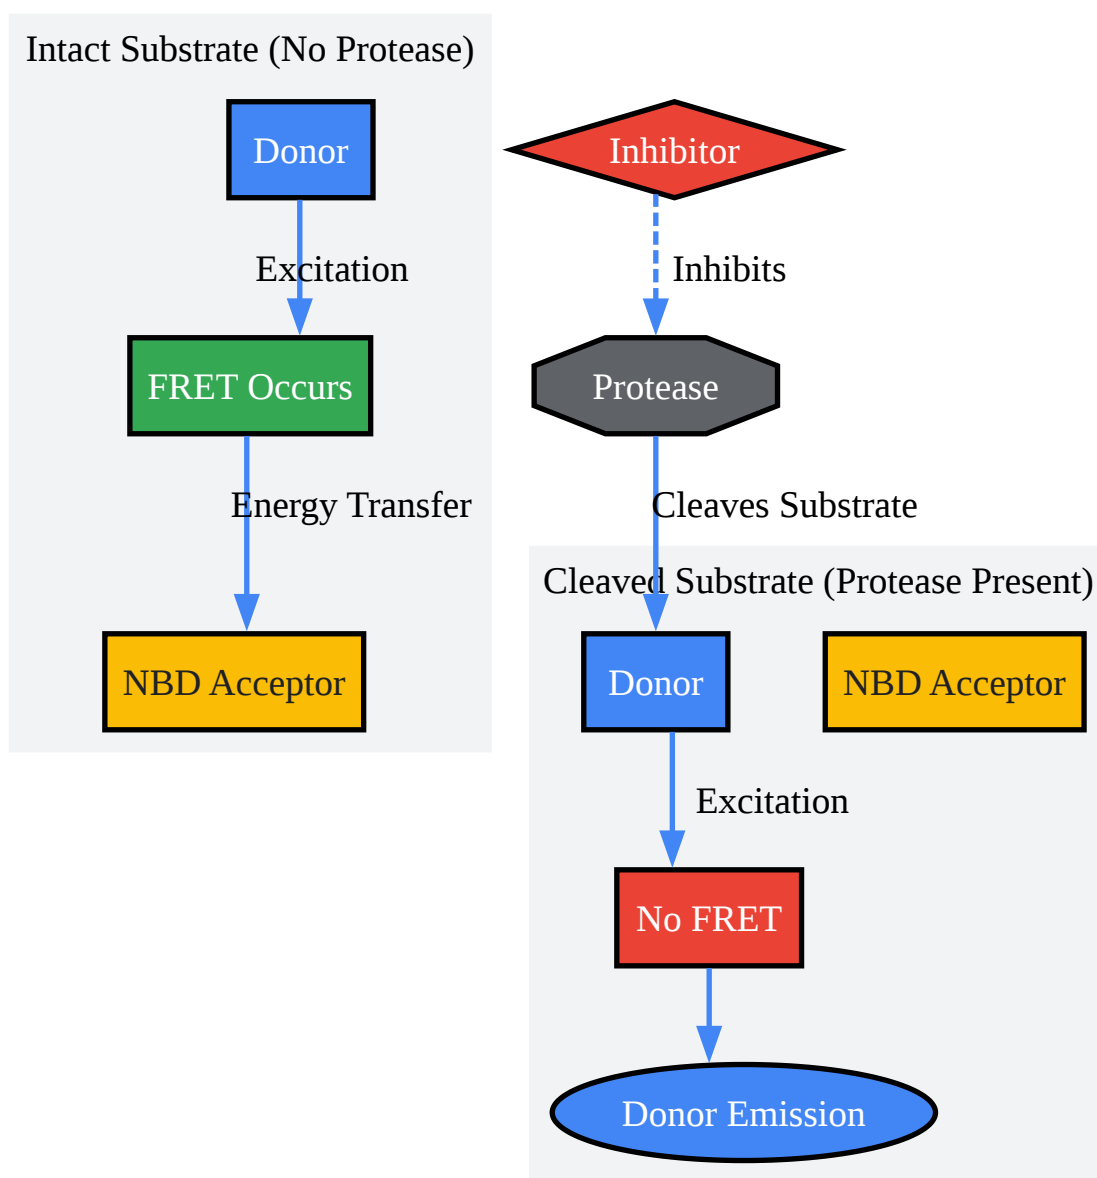 Intact Substrate (No Protease)
Donor
Excitation
FRET Occurs
Energy Transfer
NBD Acceptor
Inhibitor
Inhibits
Protease
Cleaves Substrate
Cleaved Substrate (Protease Present)
Donor
NBD Acceptor
Excitation
No FRET
Donor Emission